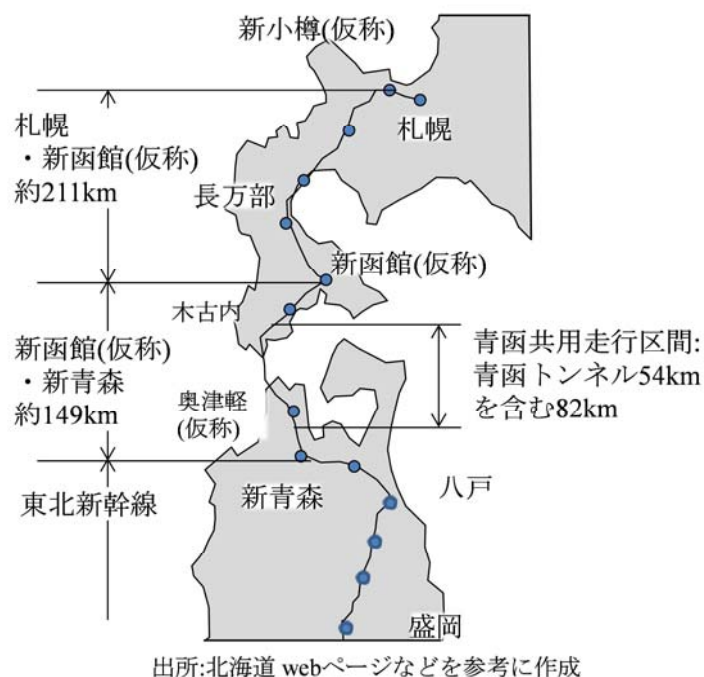 新小樽(仮称)
札幌
・新函館(仮称)
約211km
札幌
長万部
新函館(仮称)
木古内
新函館(仮称)
・新青森
約149km
青函共用走行区間:
青函トンネル54km
を含む82km
奥津軽
(仮称)
東北新幹線
新青森
八戸
盛岡
出所:北海道 webページなどを参考に作成